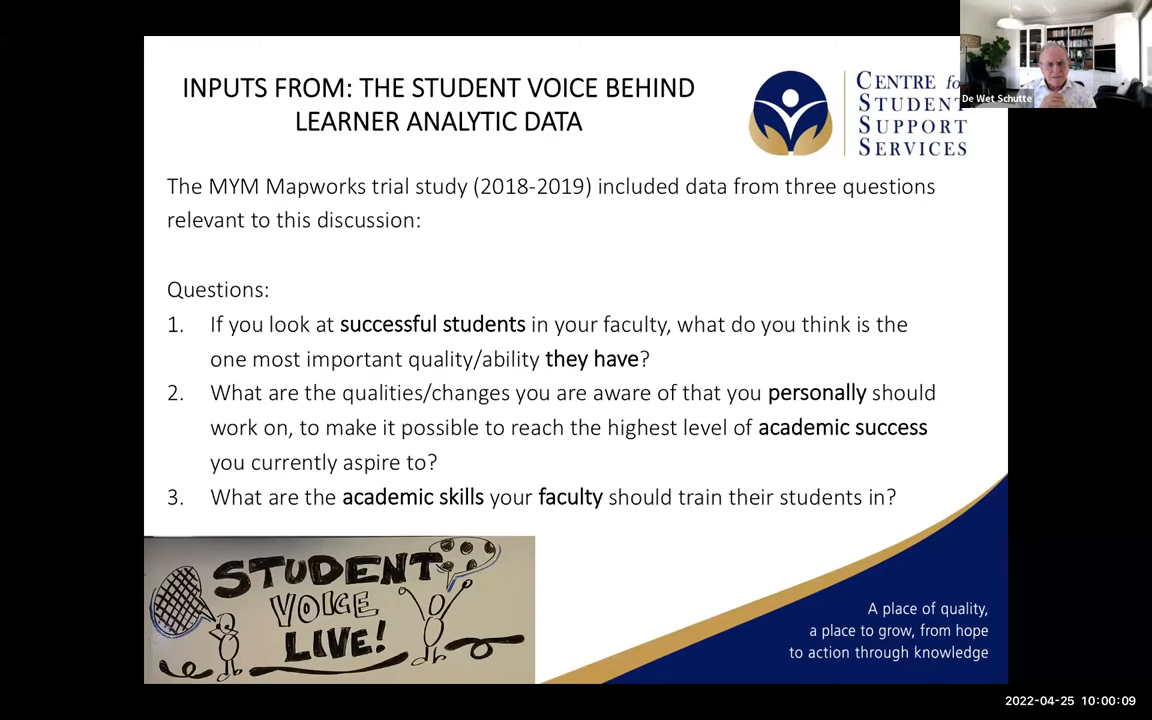 INPUTS FROM: THE STUDENT VOICE BEHIND
LEARNER ANALYTIC DATA
CENTRE fo
STUDENT
SUPPORT
SERVICES
De Wet Schutte
The MYM Mapworks trial study (2018-2019) included data from three questions
relevant to this discussion:
Questions:
1. If you look at successful students in your faculty, what do you think is the
one most important quality/ability they have?
2. What are the qualities/changes you are aware of that you personally should
work on, to make it possible to reach the highest level of academic success
you currently aspire to?
3. What are the academic skills your faculty should train their students in?
STUDENT
VOICE
LIVE!
A place of quality,
a place to grow, from hope
to action through knowledge
2022-04-25 10:00:09